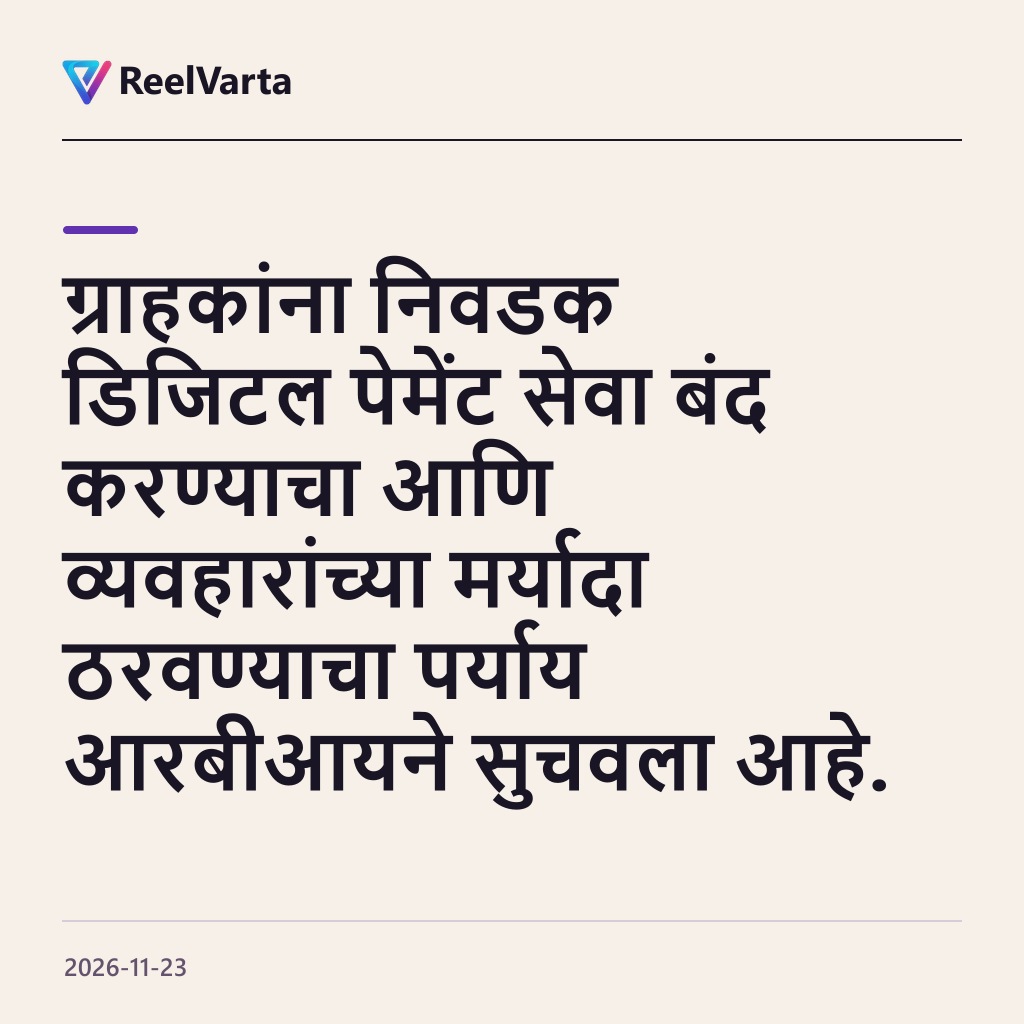 ReelVarta
ग्राहकांना निवडक
डिजिटल पेमेंट सेवा बंद
करण्याचा आणि
व्यवहारांच्या मर्यादा
ठरवण्याचा पर्याय
आरबीआयने सुचवला आहे.
2026-11-23